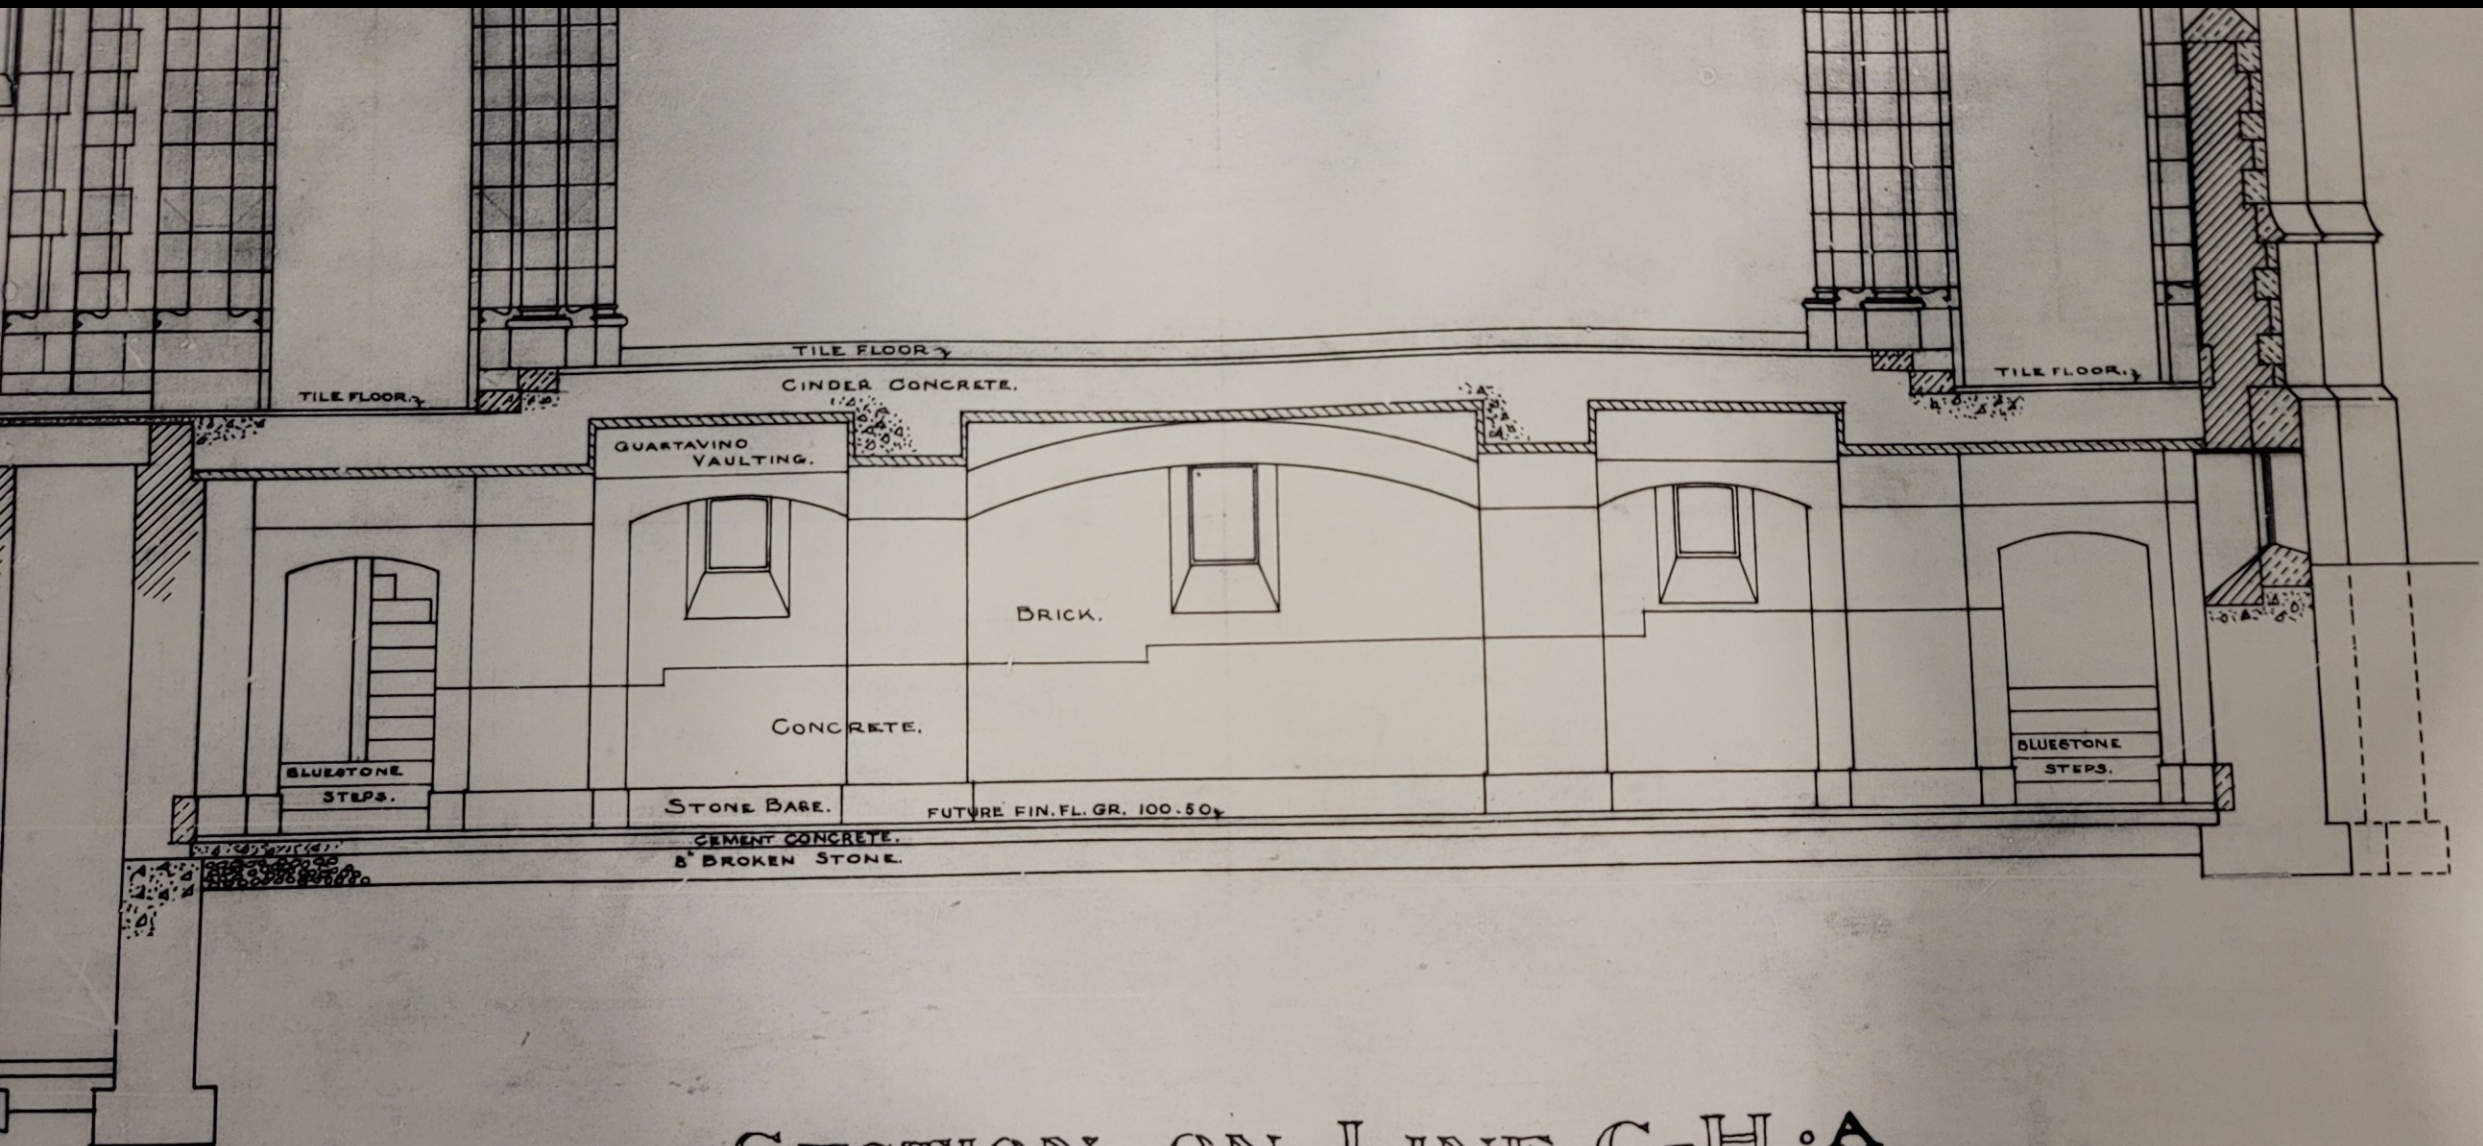 TILE FLOOR
CINDER CONCRETE.
TILE FLOOR.
TILE FLOOR.
GUARTAVINO
VAULTING.
BRICK.
CONCRETE.
BLUESTONE
STEPS.
BLUESTONE
STEPS.
STONE BASE.
FUTURE FIN. FL. GR. 100.50
CEMENT CONCRETE.
8" BROKEN STONE.
SECTION ON LINE G-H A